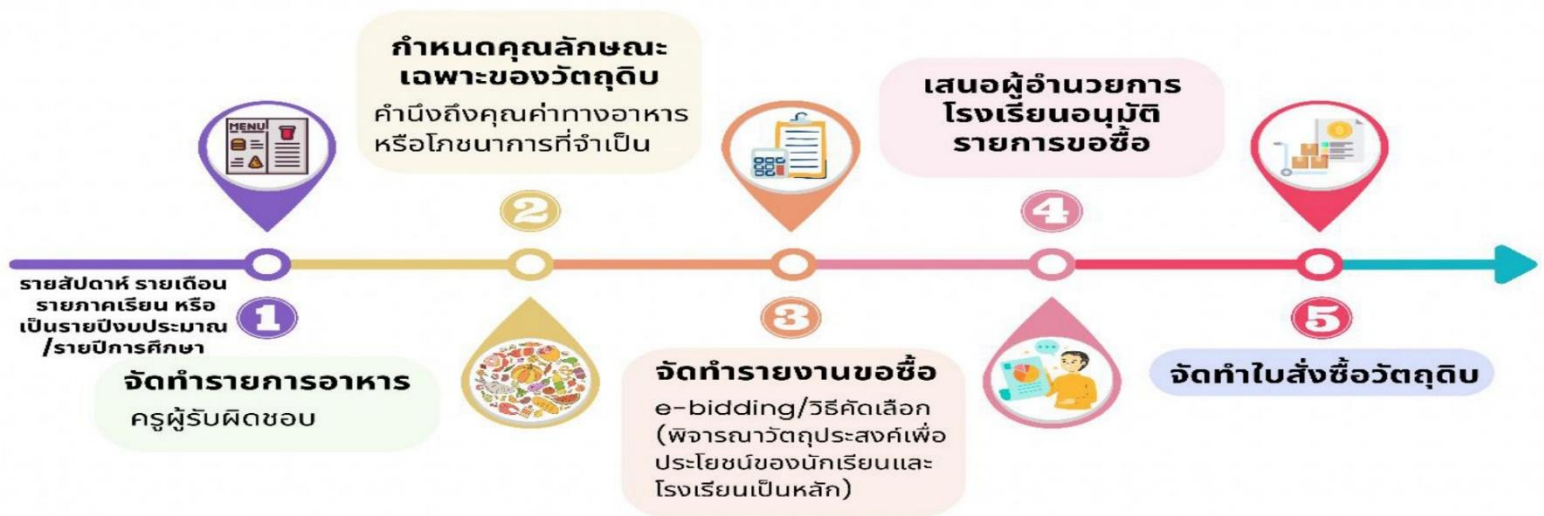 MENU
รายสัปดาห์ รายเดือน
รายภาคเรียน หรือ
เป็นรายปีงบประมาณ
/รายปีการศึกษา
1
จัดทำรายการอาหาร
ครูผู้รับผิดชอบ
กำหนดคุณลักษณะ
เฉพาะของวัตถุดิบ
คำนึงถึงคุณค่าทางอาหาร
หรือโภชนาการที่จำเป็น
2
3
จัดทำรายงานขอซื้อ
e-bidding/วิธีคัดเลือก
(พิจารณาวัตถุประสงค์เพื่อ
ประโยชน์ของนักเรียนและ
โรงเรียนเป็นหลัก)
เสนอผู้อำนวยการ
โรงเรียนอนุมัติ
รายการขอซื้อ
4
5
จัดทำใบสั่งซื้อวัตถุดิบ